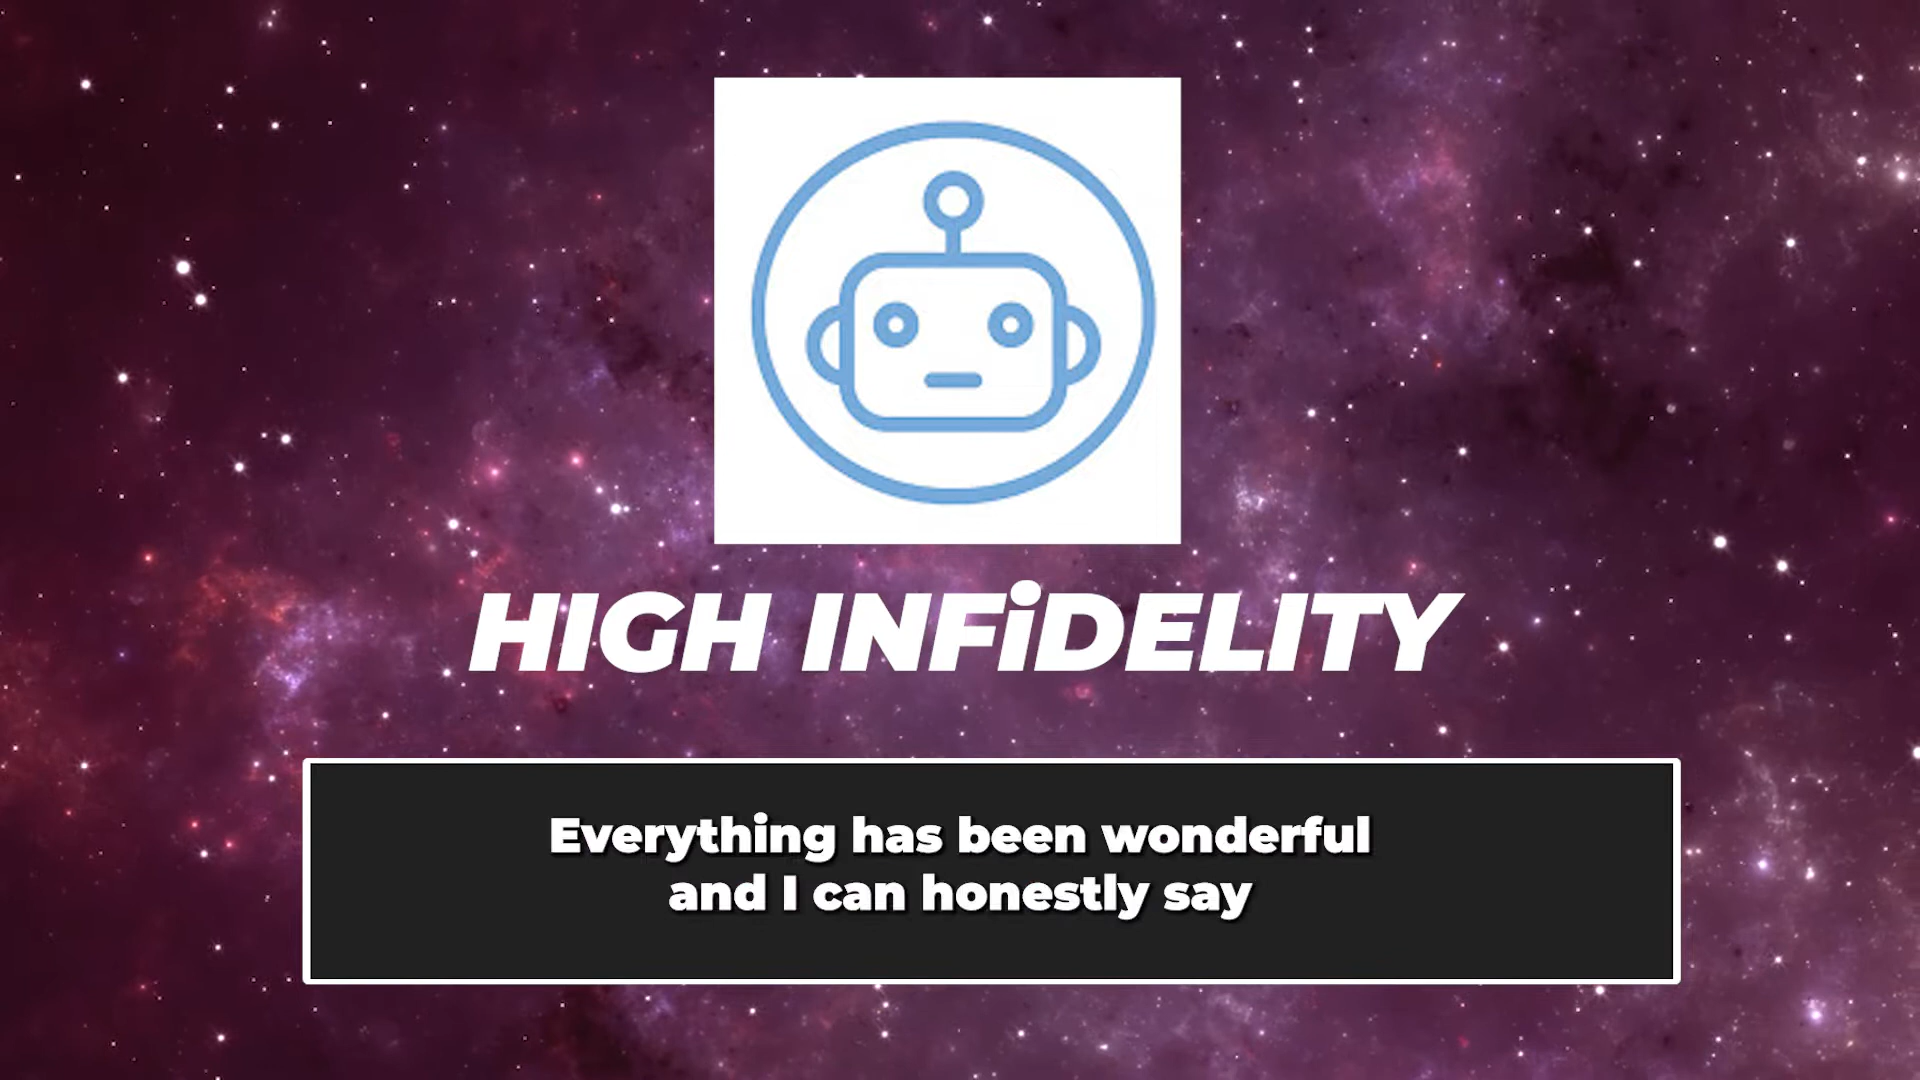 HIGH INFiDELITY
Everything has been wonderful
and I can honestly say